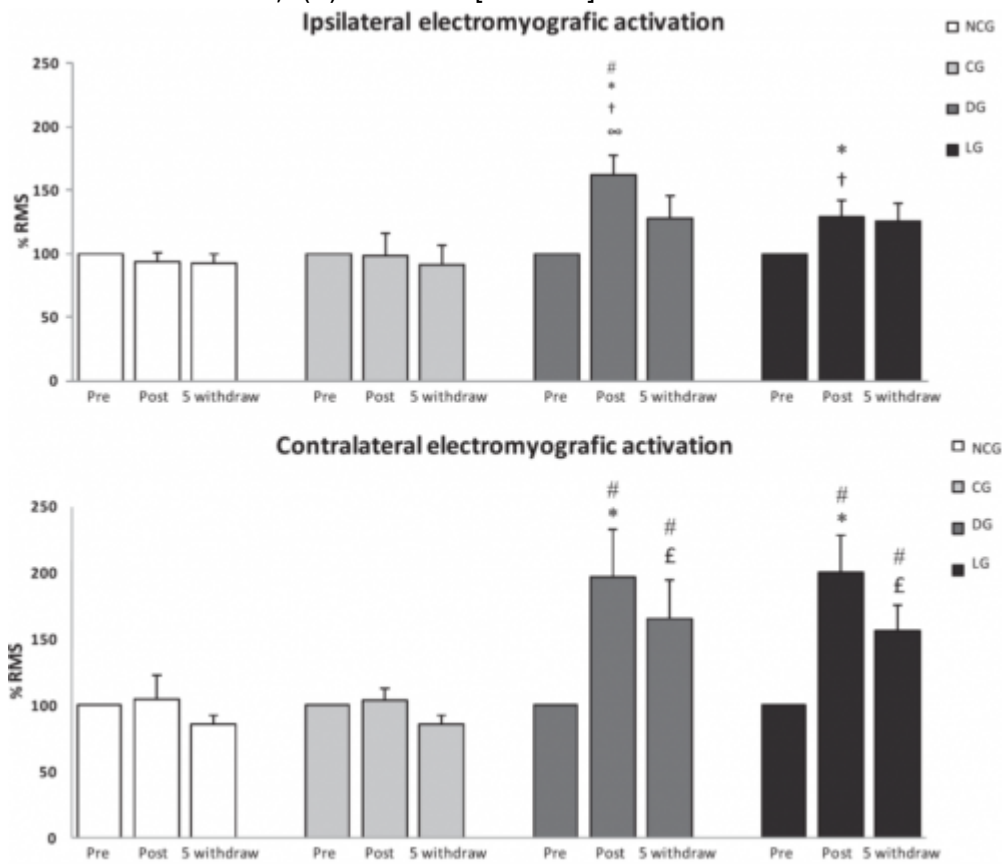 Ipsilateral electromyografic activation
NCG
CG
DG
LG
250
200
150
100
50
0
% RMS
#
*
†
∞
*
†
Pre Post 5 withdraw Pre Post 5 withdraw Pre Post 5 withdraw Pre Post 5 withdraw
Contralateral electromyografic activation
NCG
CG
DG
LG
250
200
150
100
50
0
% RMS
# #
* *
# #
£ £
Pre Post 5 withdraw Pre Post 5 withdraw Pre Post 5 withdraw Pre Post 5 withdraw